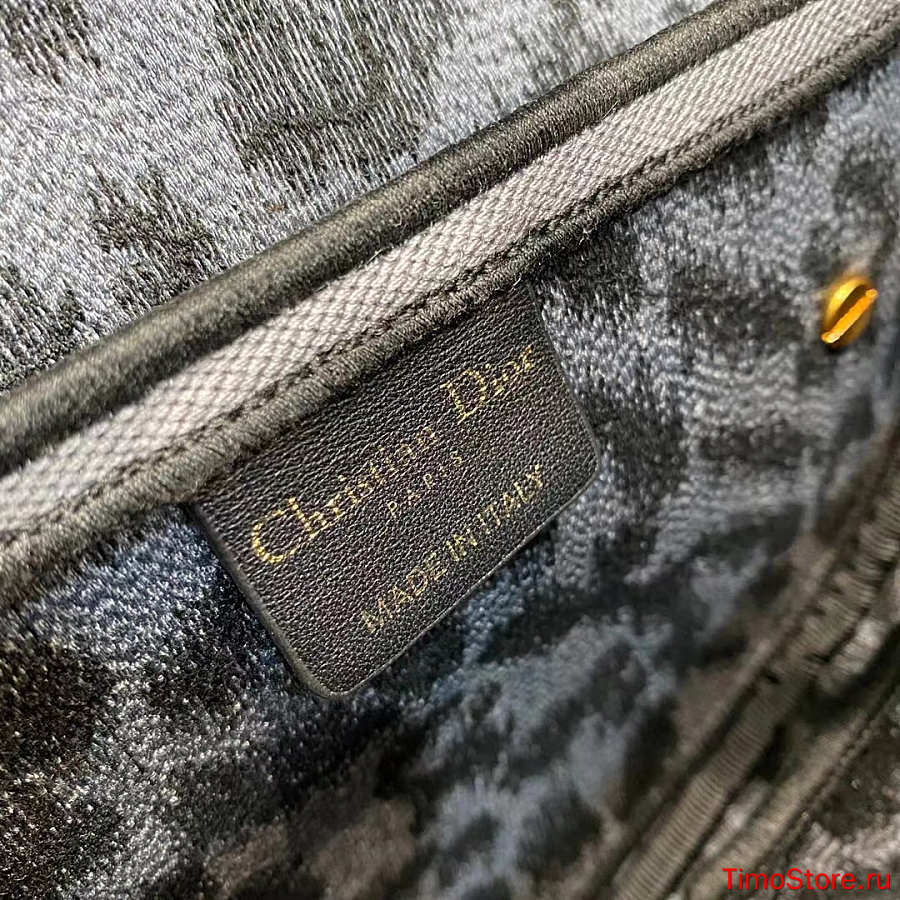 Christian Dior
PARIS
MADE IN ITALY
TimoStore.ru